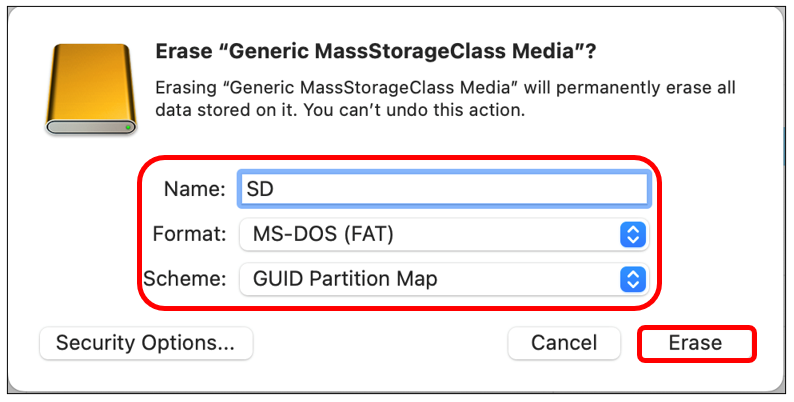 Erase “Generic MassStorageClass Media”?
Erasing “Generic MassStorageClass Media” will permanently erase all
data stored on it. You can’t undo this action.
Name: SD
Format: MS-DOS (FAT)
Scheme: GUID Partition Map
Security Options... Cancel Erase